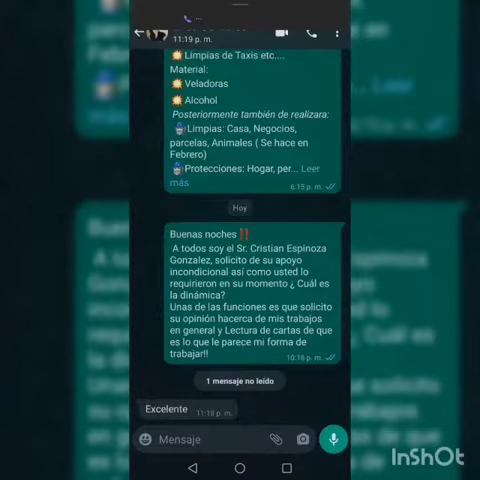 ...
11:19 p. m.
Limpias de Taxis etc....
Material:
Veladoras
Alcohol
Posteriormente también de realizara:
Limpias: Casa, Negocios,
parcelas, Animales ( Se hace en
Febrero)
Protecciones: Hogar, per... Leer
más
6:15 p. m.
Hoy
Buenas noches‼️
A todos soy el Sr. Cristian Espinoza
Gonzalez, solicito de su apoyo
incondicional así como usted lo
requirieron en su momento ¿ Cuál es
la dinámica?
Unas de las funciones es que solicito
su opinión hacerca de mis trabajos
en general y Lectura de cartas de que
es lo que le parece mi forma de
trabajar!!
10:18 p. m.
1 mensaje no leído
Excelente
11:18 p. m.
Mensaje
InShOt